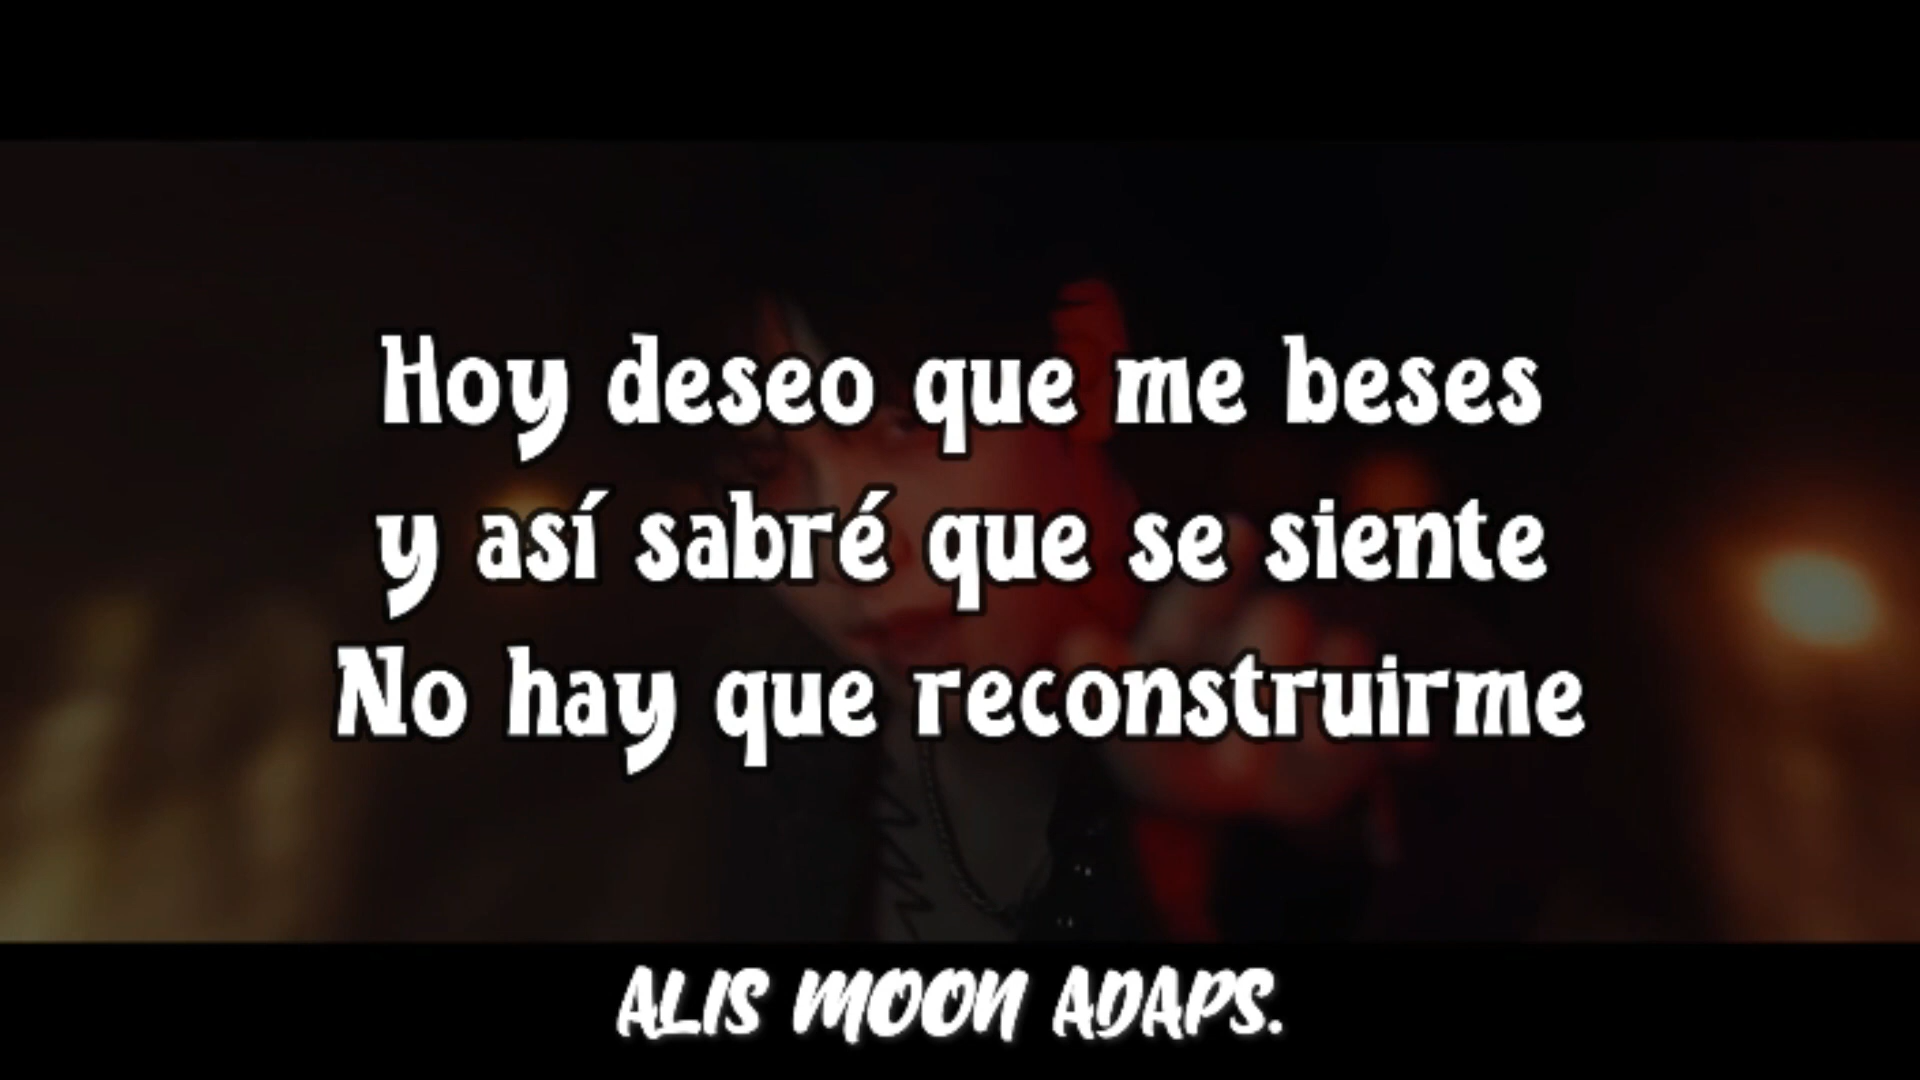 Hoy deseo que me beses
y así sabré que se siente
No hay que reconstruirme
ALIS MOON ADAPS.